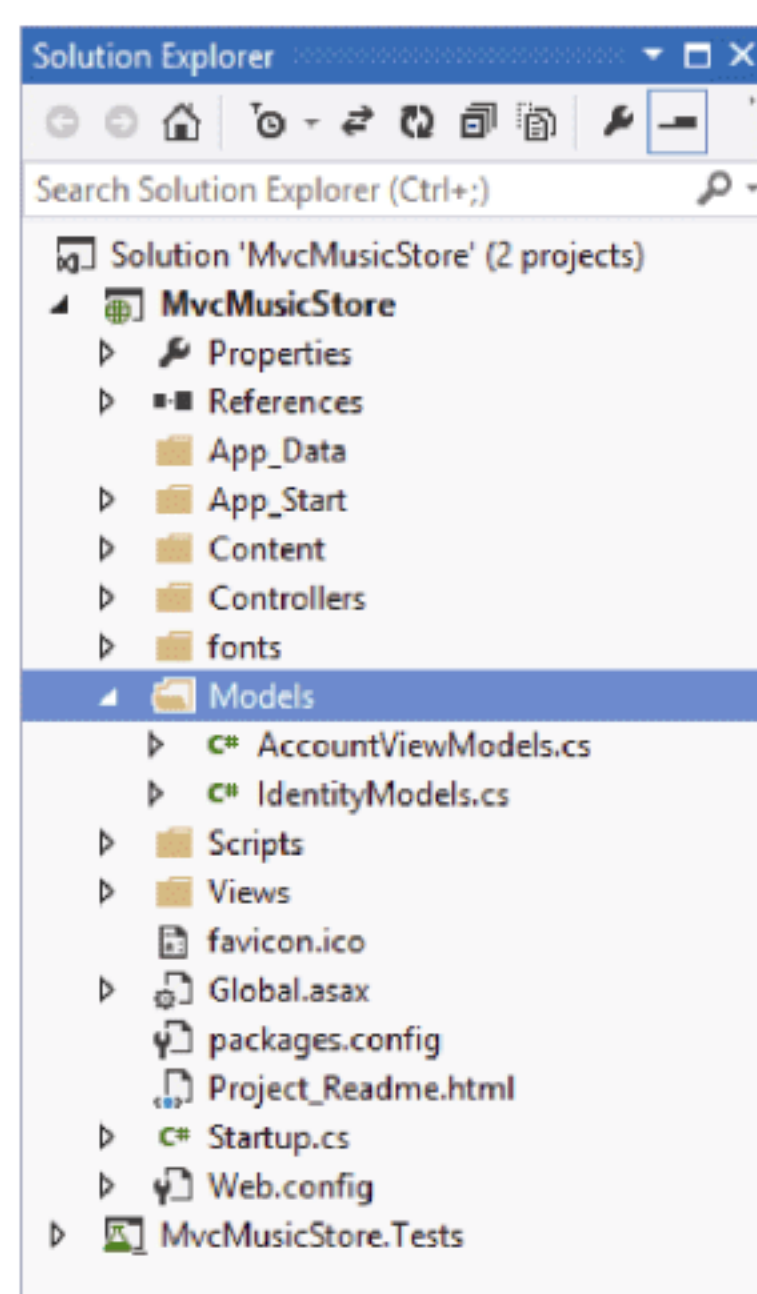 Solution Explorer
Search Solution Explorer (Ctrl+;)
Solution 'MvcMusicStore' (2 projects)
MvcMusicStore
Properties
References
App_Data
App_Start
Content
Controllers
fonts
Models
C# AccountViewModels.cs
C# IdentityModels.cs
Scripts
Views
favicon.ico
Global.asax
packages.config
Project_Readme.html
C# Startup.cs
Web.config
MvcMusicStore.Tests